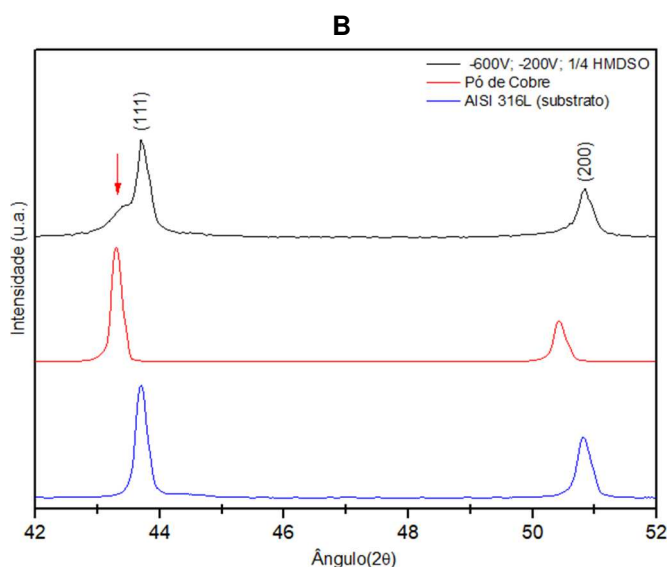 B
-600V; -200V; 1/4 HMDSO
Pó de Cobre
AISI 316L (substrato)
(111)
(200)
Intensidade (u.a.)
42 44 46 48 50 52
Ângulo(2θ)